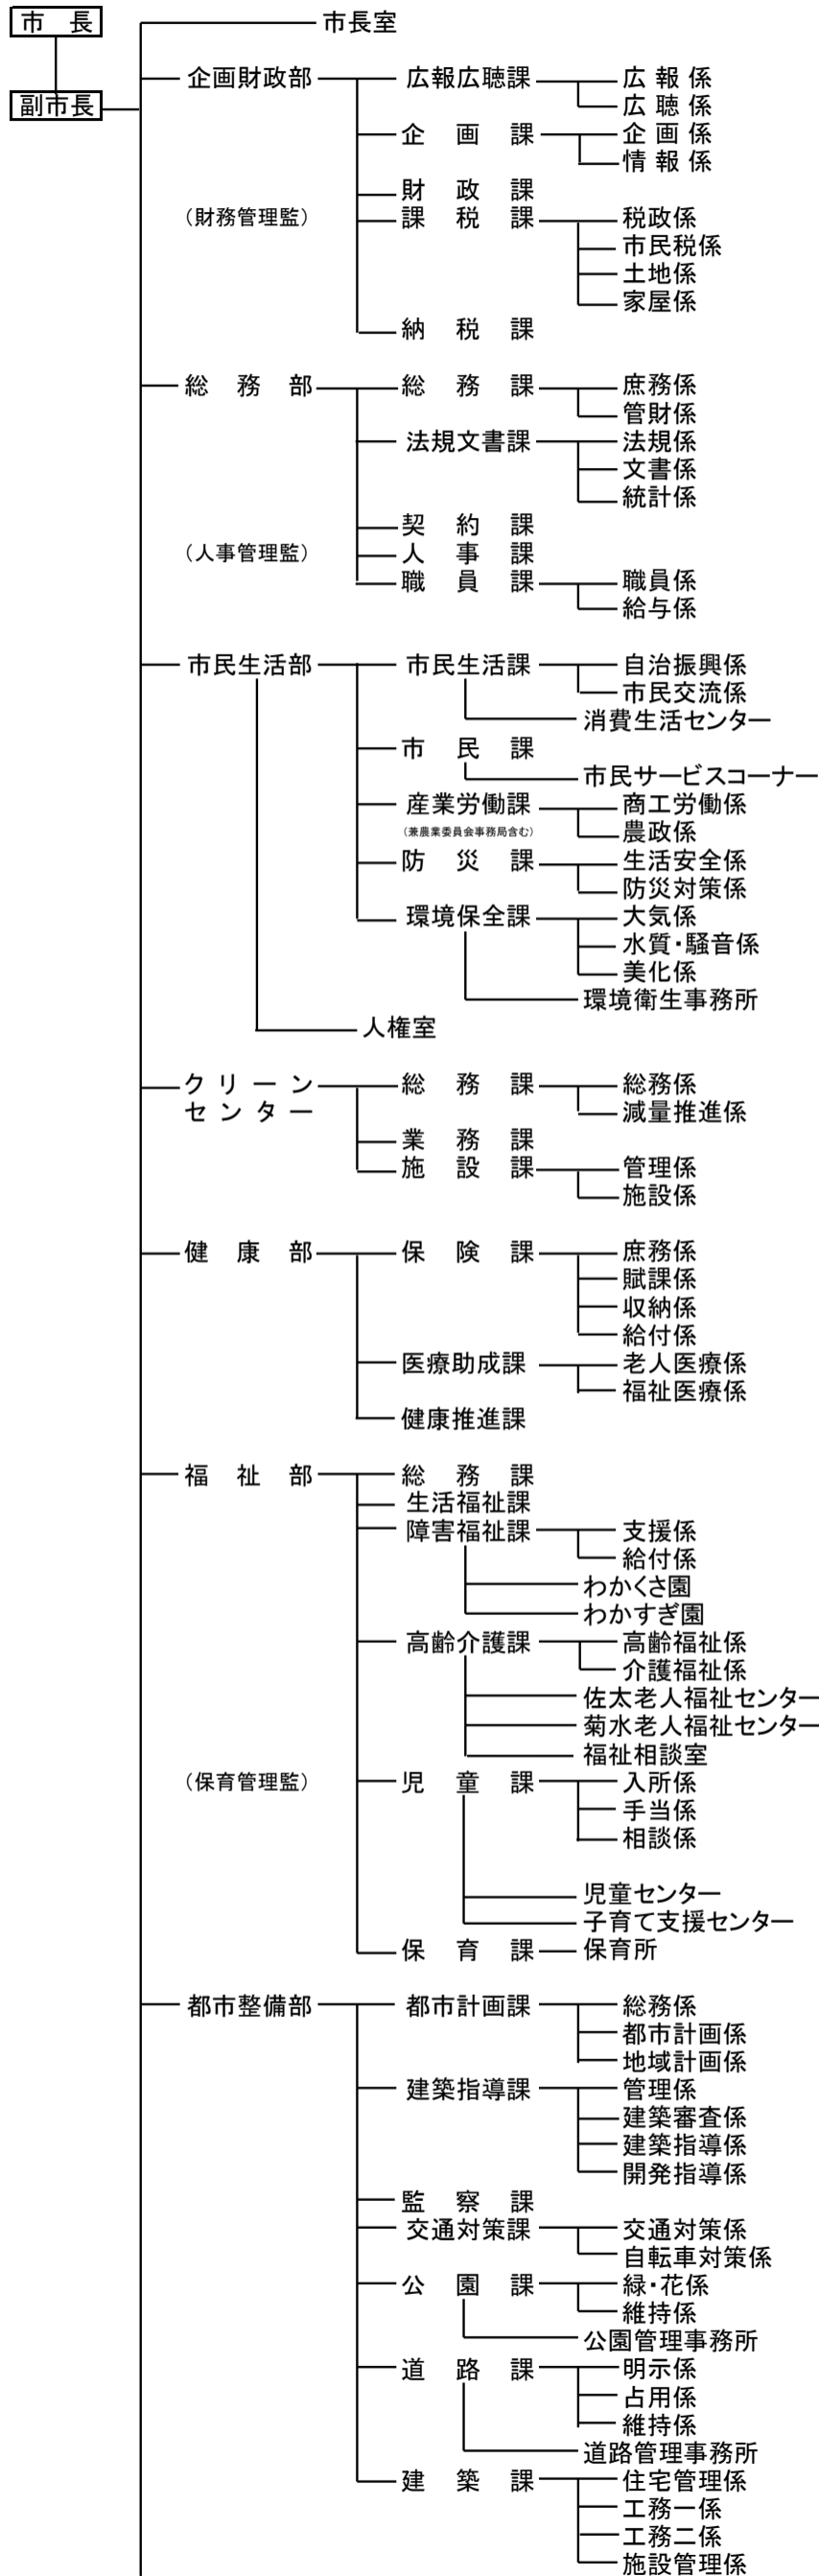 市長
市長室
企画財政部 広報広聴課 広報係
副市長 広聴係
企画課 企画係
情報係
財政課
（財務管理監） 課税課 税政係
市民税係
土地係
家屋係
納税課
総務部 総務課 庶務係
管財係
法規文書課 法規係
文書係
統計係
契約課
（人事管理監） 人事課
職員課 職員係
給与係
市民生活部 市民生活課 自治振興係
市民交流係
消費生活センター
市民課
市民サービスコーナー
産業労働課 商工労働係
（兼農業委員会事務局含む） 農政係
防災課 生活安全係
防災対策係
環境保全課 大気係
水質・騒音係
美化係
環境衛生事務所
人権室
クリーン 総務課 総務係
センター 減量推進係
業務課
施設課 管理係
施設係
健康部 保険課 庶務係
賦課係
収納係
給付係
医療助成課 老人医療係
福祉医療係
健康推進課
福祉部 総務課
生活福祉課
障害福祉課 支援係
給付係
わかくさ園
わかすぎ園
高齢介護課 高齢福祉係
介護福祉係
佐太老人福祉センター
菊水老人福祉センター
福祉相談室
（保育管理監） 児童課 入所係
手当係
相談係
児童センター
子育て支援センター
保育課 保育所
都市整備部 都市計画課 総務係
都市計画係
地域計画係
建築指導課 管理係
建築審査係
建築指導係
開発指導係
監察課
交通対策課 交通対策係
自転車対策係
公園課 緑・花係
維持係
公園管理事務所
道路課 明示係
占用係
維持係
道路管理事務所
建築課 住宅管理係
工務一係
工務二係
施設管理係